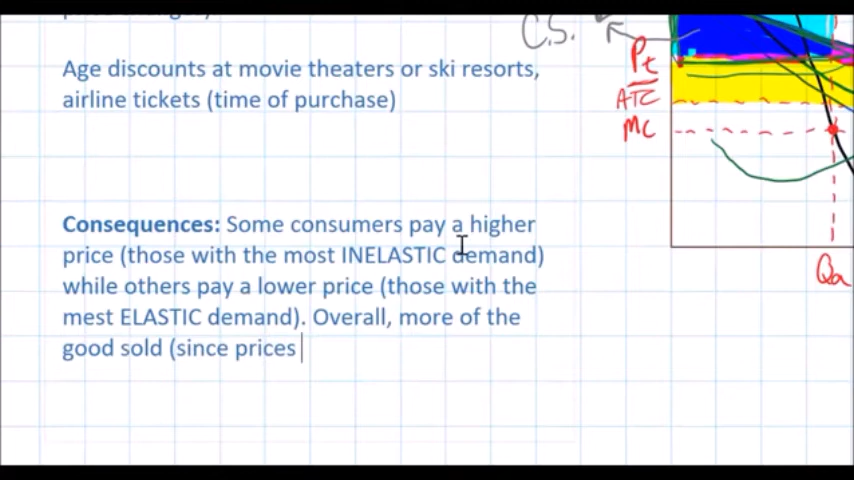 C.S.
Pt
ATC
MC
Age discounts at movie theaters or ski resorts,
airline tickets (time of purchase)
Consequences: Some consumers pay a higher
price (those with the most INELASTIC demand)
while others pay a lower price (those with the
mest ELASTIC demand). Overall, more of the
good sold (since prices
Qa